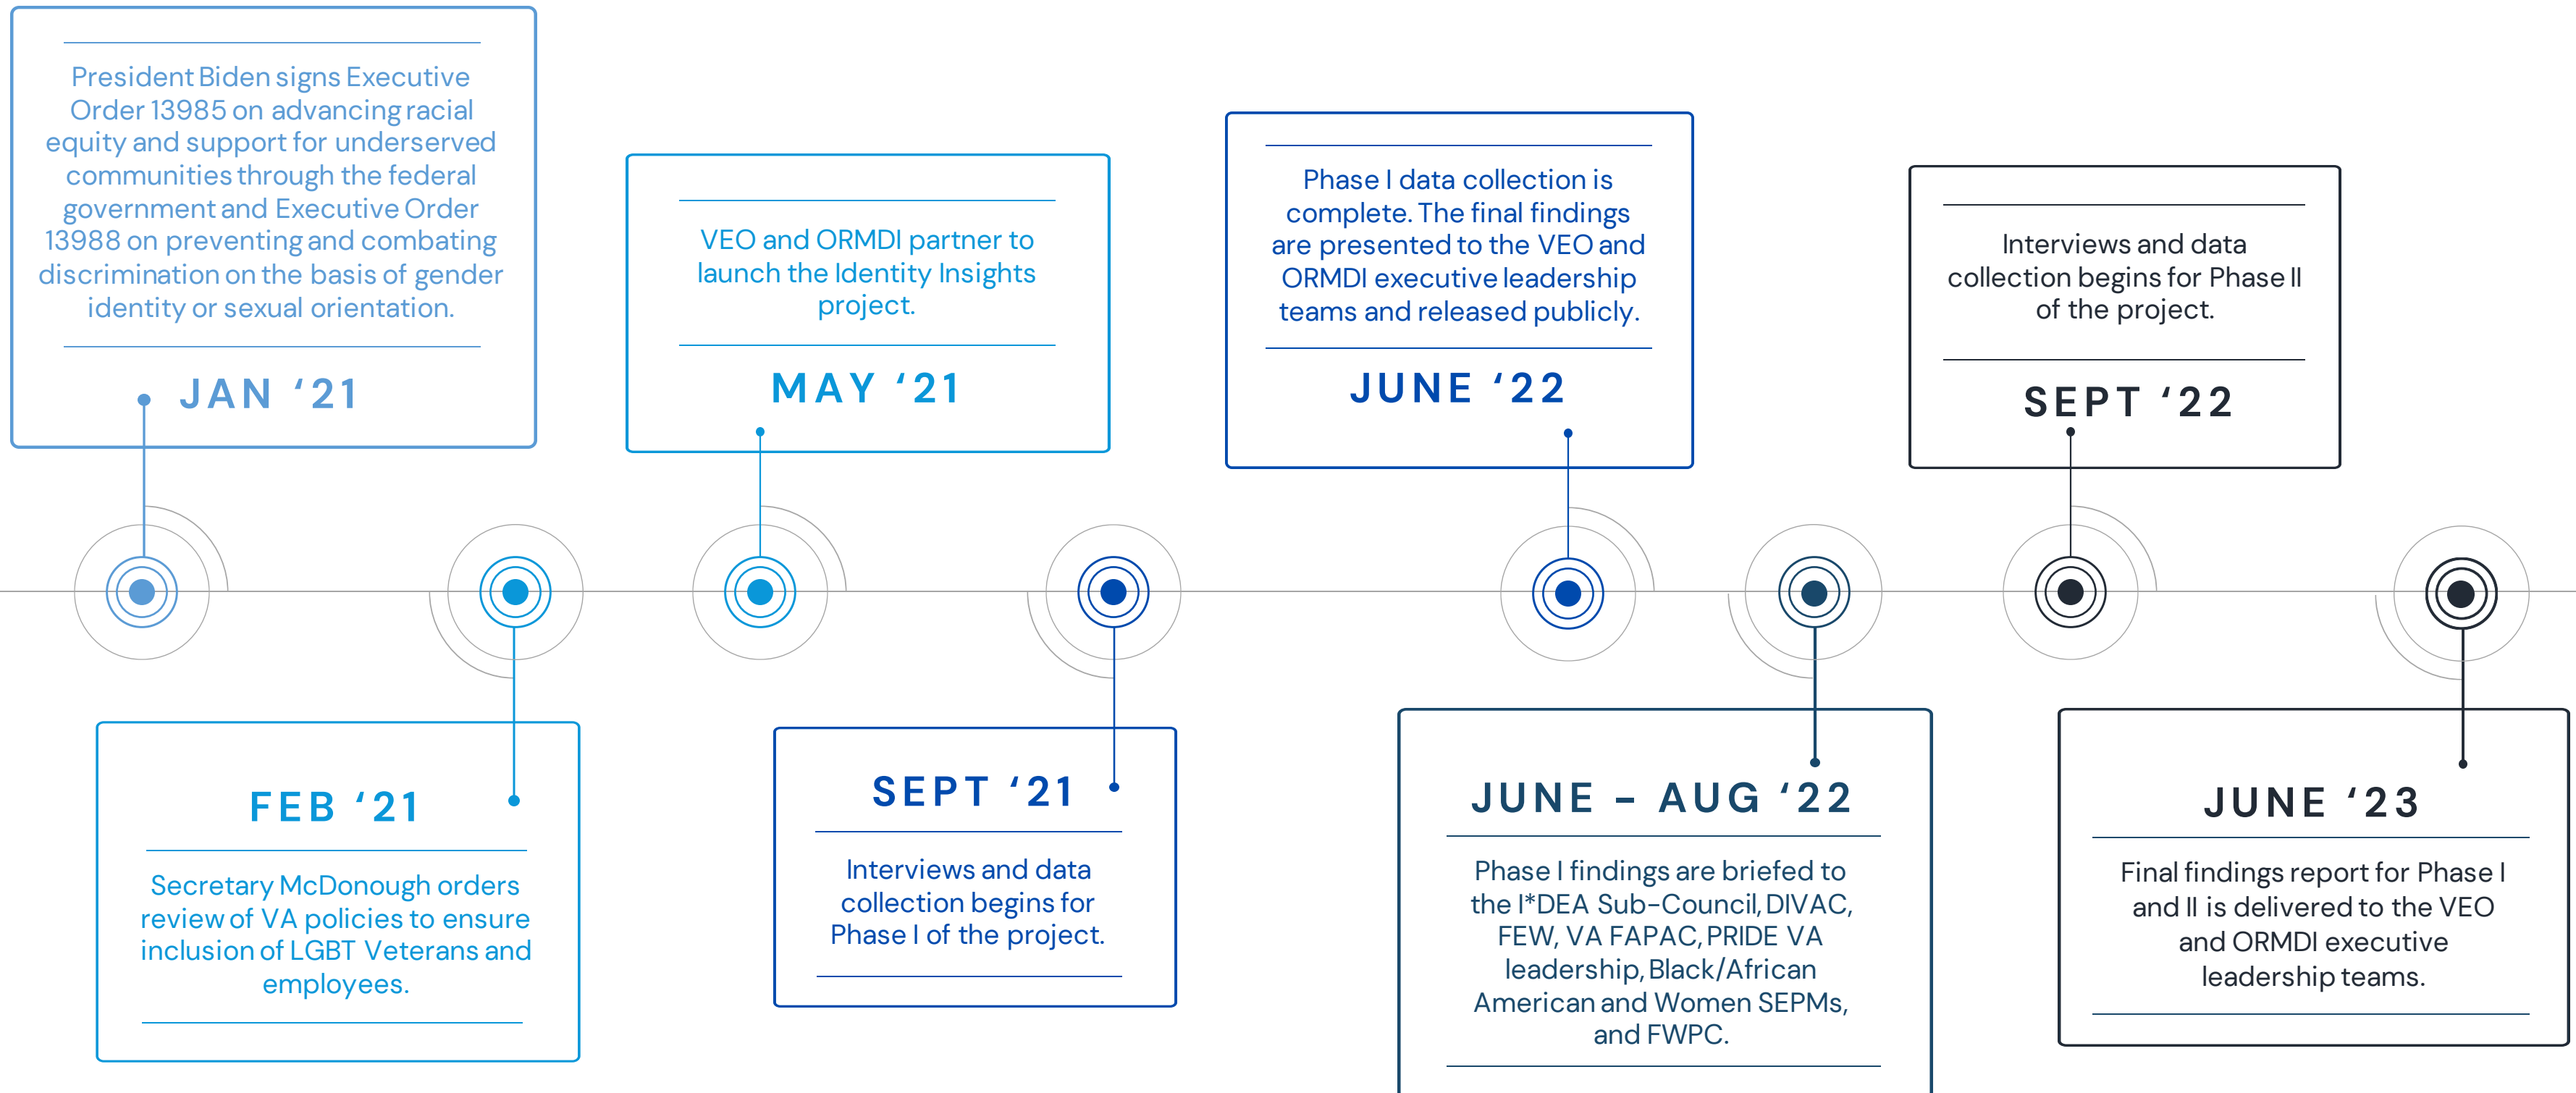 President Biden signs Executive
Order 13985 on advancing racial
equity and support for underserved
communities through the federal
government and Executive Order
13988 on preventing and combating
discrimination on the basis of gender
identity or sexual orientation.
JAN ‘21
FEB ‘21
Secretary McDonough orders
review of VA policies to ensure
inclusion of LGBT Veterans and
employees.
VEO and ORMDI partner to
launch the Identity Insights
project.
MAY ‘21
SEPT ‘21
Interviews and data
collection begins for
Phase I of the project.
Phase I data collection is
complete. The final findings
are presented to the VEO and
ORMDI executive leadership
teams and released publicly.
JUNE ‘22
JUNE – AUG ‘22
Phase I findings are briefed to
the I*DEA Sub-Council, DIVAC,
FEW, VA FAPAC, PRIDE VA
leadership, Black/African
American and Women SEPMs,
and FWPC.
Interviews and data
collection begins for Phase II
of the project.
SEPT ‘22
JUNE ‘23
Final findings report for Phase I
and II is delivered to the VEO
and ORMDI executive
leadership teams.